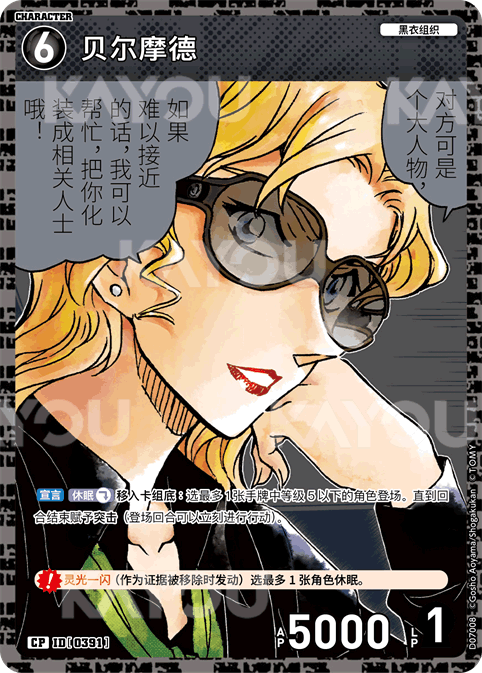 CHARACTER
6
贝尔摩德
黑衣组织
KAYOU
对方可是
个大人物，
如果
难以接近
的话，我可以
帮忙，把你化
装成相关人士
哦！
宣言 休眠 移入卡组底：选最多1张手牌中等级5以下的角色登场。直到回
合结束赋予突击（登场回合可以立刻进行行动）。
灵光一闪（作为证据被移除时发动）选最多1张角色休眠。
CP ID[0391]
AP 5000
LP 1
D07008 ©Gosho Aoyama/Shogakukan ©TOMY